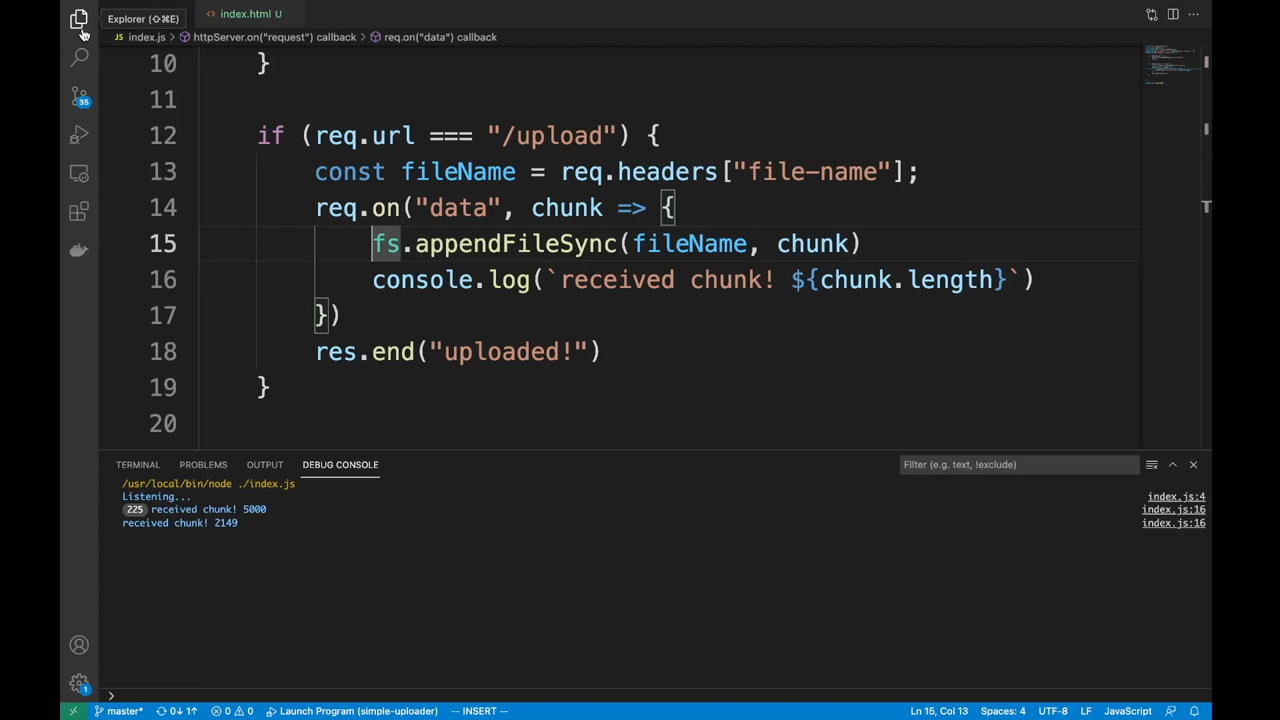 Explorer (⇧⌘E)
<> index.html U
JS index.js > httpServer.on("request") callback > req.on("data") callback
10 }
11
12 if (req.url === "/upload") {
13 const fileName = req.headers["file-name"];
14 req.on("data", chunk => {
15 fs.appendFileSync(fileName, chunk)
16 console.log(`received chunk! ${chunk.length}`)
17 })
18 res.end("uploaded!")
19 }
20
35
TERMINAL PROBLEMS OUTPUT DEBUG CONSOLE Filter (e.g. text, !exclude)
/usr/local/bin/node ./index.js
Listening... index.js:4
225 received chunk! 5000 index.js:16
received chunk! 2149 index.js:16
>
1
master* 0↓ 1↑ 0 0 Launch Program (simple-uploader) -- INSERT -- Ln 15, Col 13 Spaces: 4 UTF-8 LF JavaScript